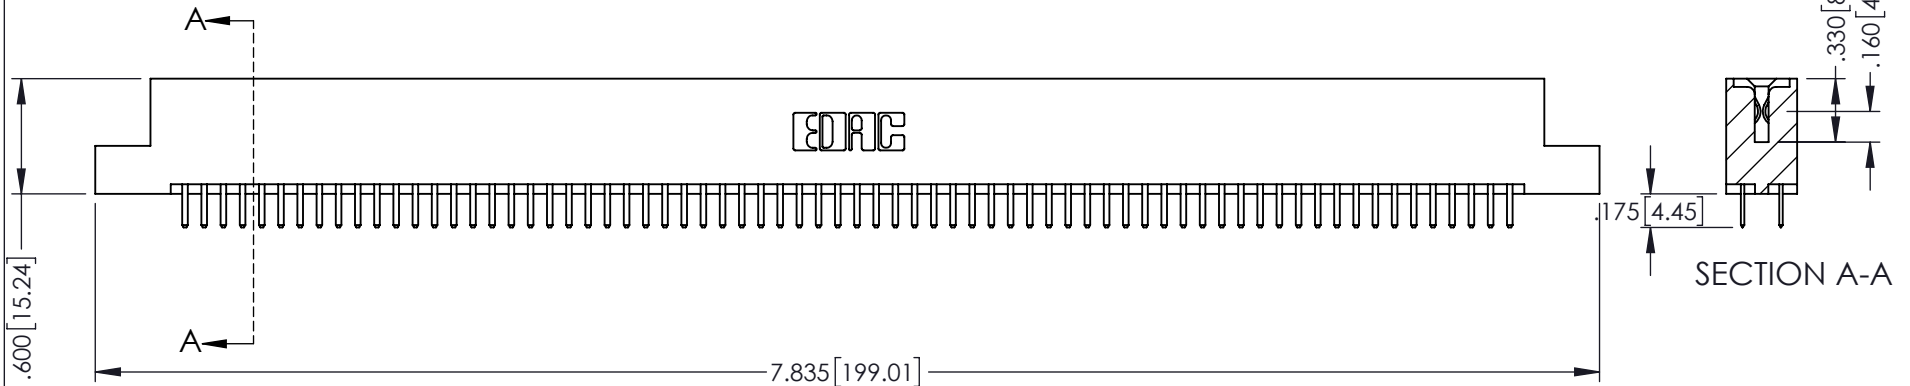 A
.330[8
.160[4
EDAC
.175[4.45]
SECTION A-A
.600[15.24]
A
7.835[199.01]